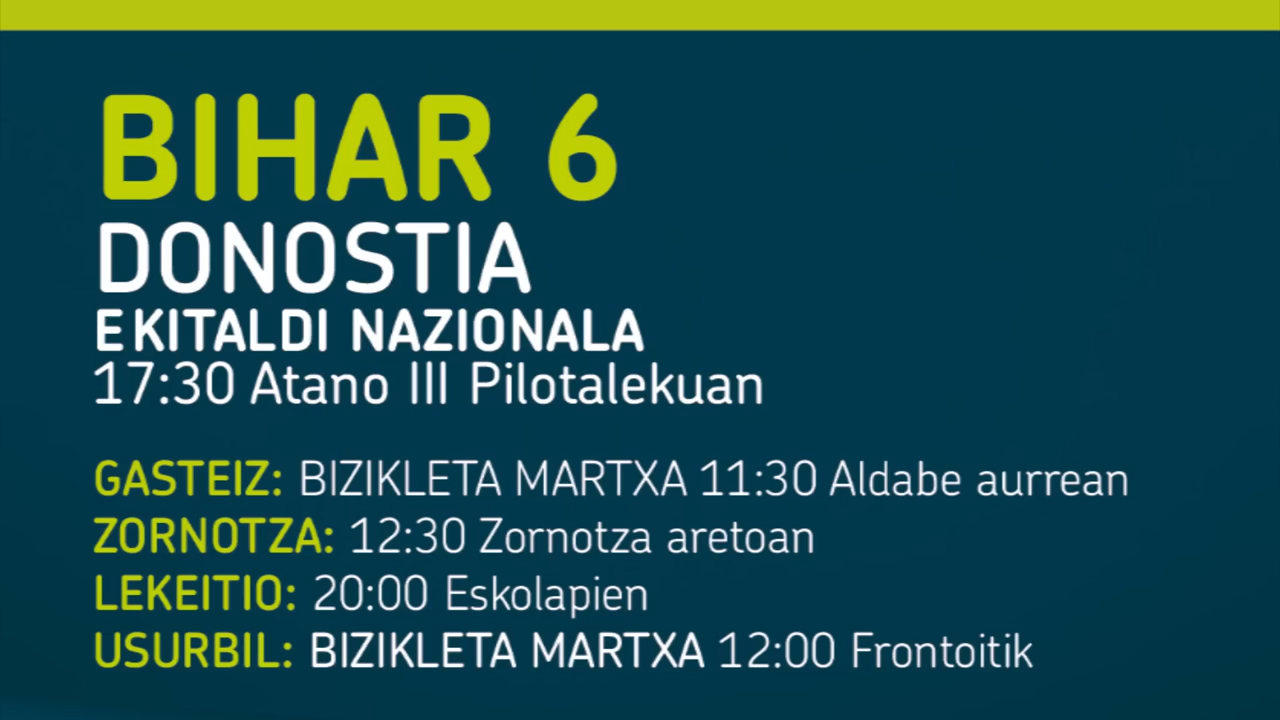 BIHAR 6
DONOSTIA
EKITALDI NAZIONALA
17:30 Atano III Pilotalekuan
GASTEIZ: BIZIKLETA MARTXA 11:30 Aldabe aurrean
ZORNOTZA: 12:30 Zornotza aretoan
LEKEITIO: 20:00 Eskolapien
USURBIL: BIZIKLETA MARTXA 12:00 Frontoitik